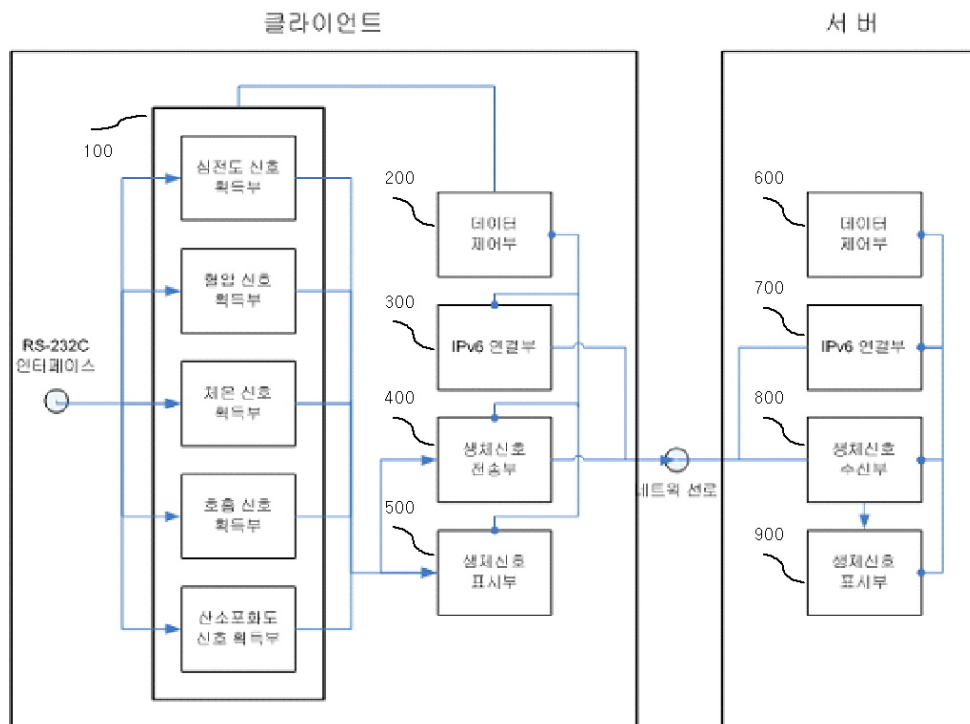 클라이언트
서 버
100
심전도 신호
획득부
혈압 신호
획득부
체온 신호
획득부
호흡 신호
획득부
산소포화도
신호 획득부
RS-232C
인터페이스
200
데이터
제어부
300
IPv6 연결부
400
생체신호
전송부
500
생체신호
표시부
네트웍 선로
600
데이터
제어부
700
IPv6 연결부
800
생체신호
수신부
900
생체신호
표시부